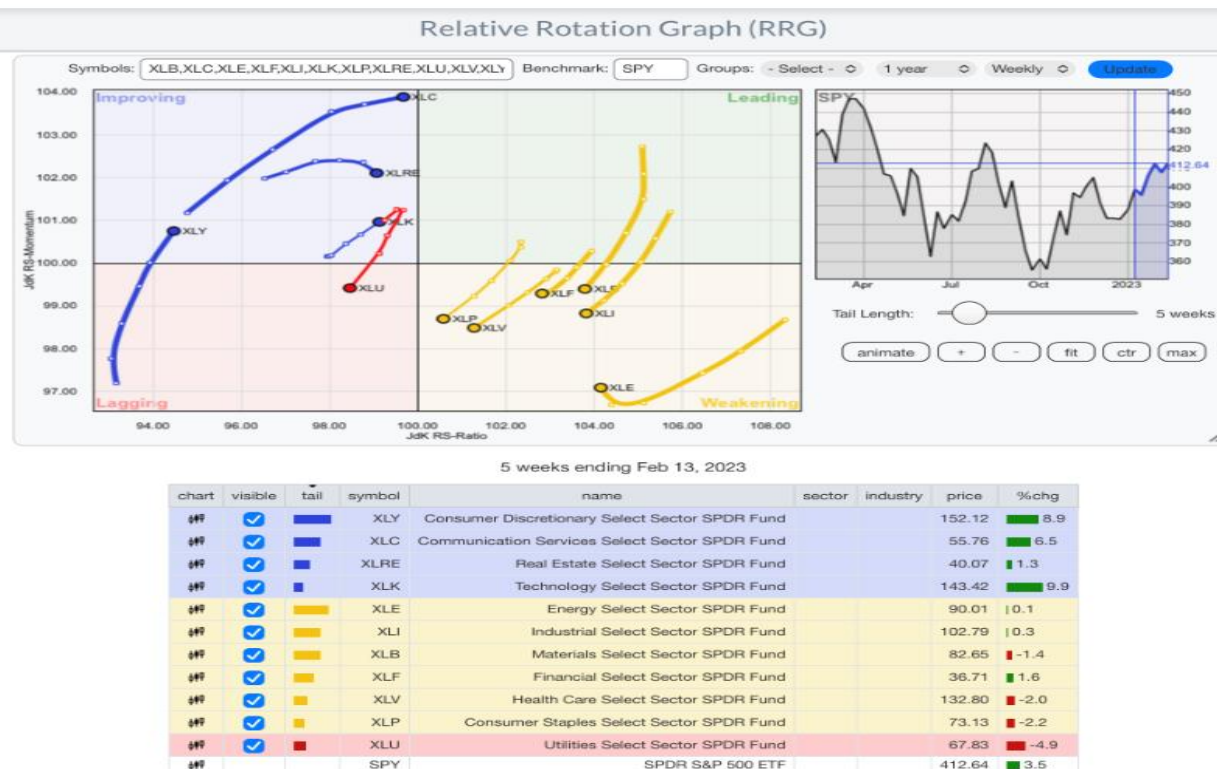 Relative Rotation Graph (RRG)
Symbols: XLB,XLC,XLE,XLF,XLI,XLK,XLP,XLRE,XLU,XLV,XLY Benchmark: SPY Groups: - Select - 1 year Weekly Update
104.00
103.00
102.00
101.00
100.00
99.00
98.00
97.00
JdK RS-Momentum
Improving
Leading
Lagging
Weakening
XLC
XLRE
XLY
XLK
XLU
XLP
XLV
XLF
XLI
XLE
94.00 96.00 98.00 100.00 102.00 104.00 106.00 108.00
JdK RS-Ratio
SPY
450
440
430
420
412.64
400
390
380
370
360
Apr Jul Oct 2023
Tail Length: 5 weeks
animate + - fit ctr max
5 weeks ending Feb 13, 2023
chart visible tail symbol name sector industry price %chg
XLY Consumer Discretionary Select Sector SPDR Fund 152.12 8.9
XLC Communication Services Select Sector SPDR Fund 55.76 6.5
XLRE Real Estate Select Sector SPDR Fund 40.07 1.3
XLK Technology Select Sector SPDR Fund 143.42 9.9
XLE Energy Select Sector SPDR Fund 90.01 0.1
XLI Industrial Select Sector SPDR Fund 102.79 0.3
XLB Materials Select Sector SPDR Fund 82.65 -1.4
XLF Financial Select Sector SPDR Fund 36.71 1.6
XLV Health Care Select Sector SPDR Fund 132.80 -2.0
XLP Consumer Staples Select Sector SPDR Fund 73.13 -2.2
XLU Utilities Select Sector SPDR Fund 67.83 -4.9
SPY SPDR S&P 500 ETF 412.64 3.5